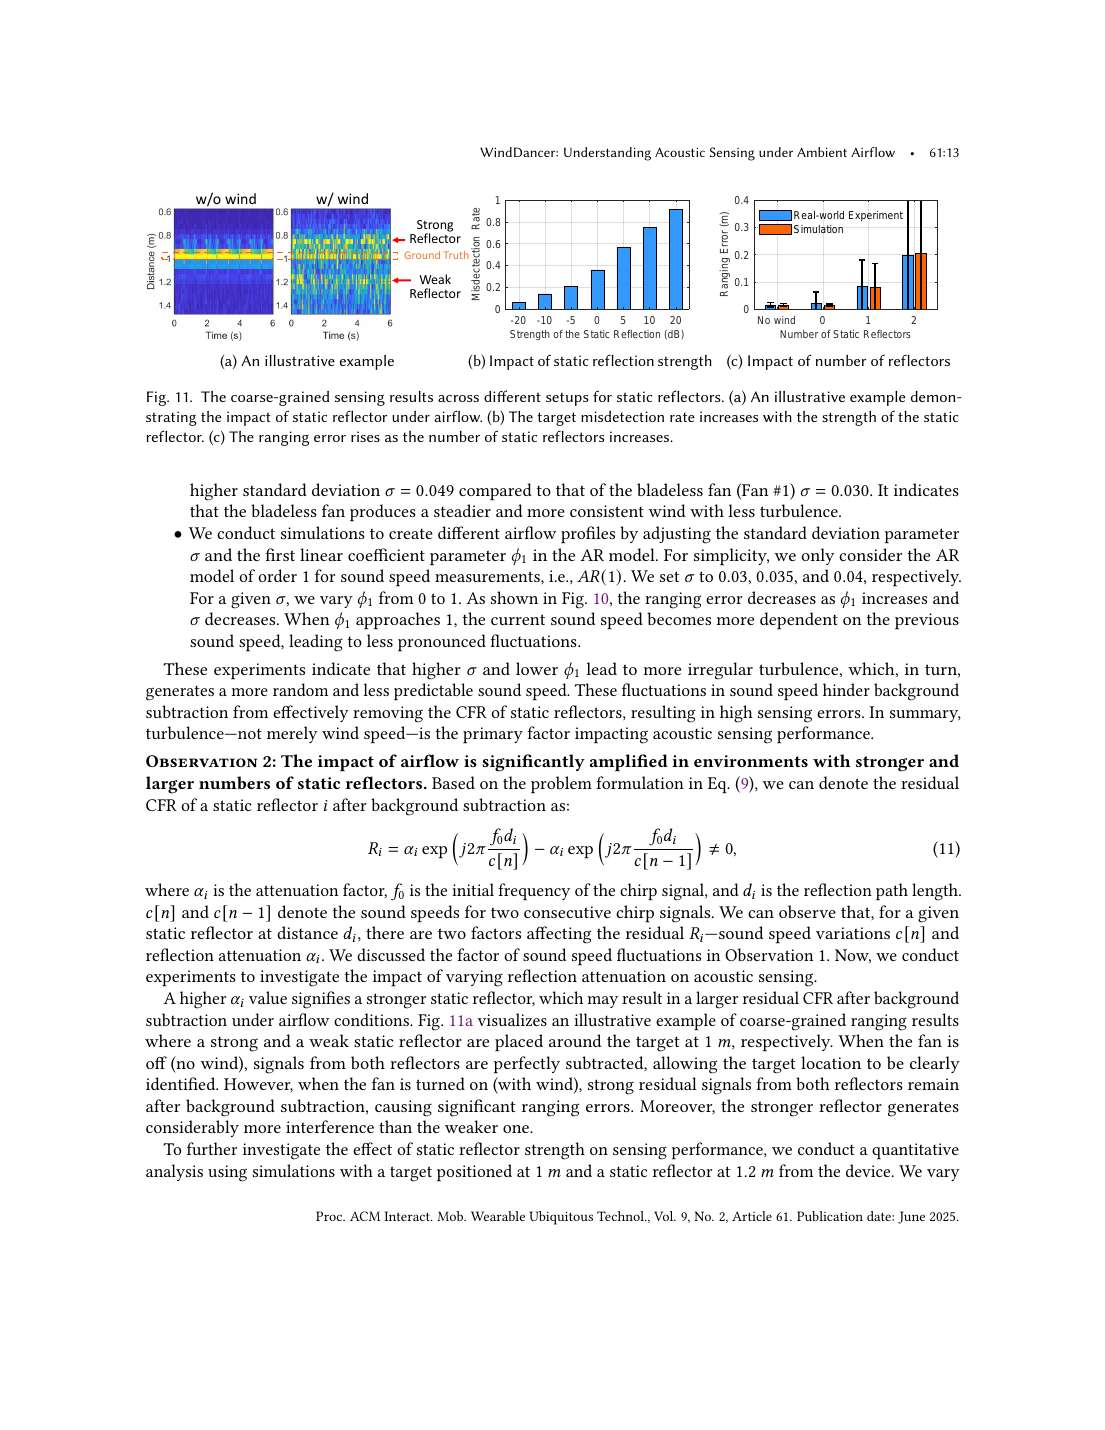 WindDancer: Understanding Acoustic Sensing under Ambient Airflow • 61:13
w/o wind
w/ wind
0.6
0.8
1
1.2
1.4
Distance (m)
0 2 4 6
Time (s)
0.6
0.8
1
1.2
1.4
0 2 4 6
Time (s)
Strong
Reflector
Ground Truth
Weak
Reflector
(a) An illustrative example
Misdectection Rate
1
0.8
0.6
0.4
0.2
0
-20 -10 -5 0 5 10 20
Strength of the Static Reflection (dB)
(b) Impact of static reflection strength
Ranging Error (m)
0.4
0.3
0.2
0.1
0
Real-world Experiment
Simulation
No wind 0 1 2
Number of Static Reflectors
(c) Impact of number of reflectors
Fig. 11. The coarse-grained sensing results across different setups for static reflectors. (a) An illustrative example demon-
strating the impact of static reflector under airflow. (b) The target misdetection rate increases with the strength of the static
reflector. (c) The ranging error rises as the number of static reflectors increases.
higher standard deviation σ = 0.049 compared to that of the bladeless fan (Fan #1) σ = 0.030. It indicates
that the bladeless fan produces a steadier and more consistent wind with less turbulence.
• We conduct simulations to create different airflow profiles by adjusting the standard deviation parameter
σ and the first linear coefficient parameter ϕ₁ in the AR model. For simplicity, we only consider the AR
model of order 1 for sound speed measurements, i.e., AR(1). We set σ to 0.03, 0.035, and 0.04, respectively.
For a given σ, we vary ϕ₁ from 0 to 1. As shown in Fig. 10, the ranging error decreases as ϕ₁ increases and
σ decreases. When ϕ₁ approaches 1, the current sound speed becomes more dependent on the previous
sound speed, leading to less pronounced fluctuations.
These experiments indicate that higher σ and lower ϕ₁ lead to more irregular turbulence, which, in turn,
generates a more random and less predictable sound speed. These fluctuations in sound speed hinder background
subtraction from effectively removing the CFR of static reflectors, resulting in high sensing errors. In summary,
turbulence—not merely wind speed—is the primary factor impacting acoustic sensing performance.
Observation 2: The impact of airflow is significantly amplified in environments with stronger and
larger numbers of static reflectors. Based on the problem formulation in Eq. (9), we can denote the residual
CFR of a static reflector i after background subtraction as:
Rᵢ = αᵢ exp (j2π f₀dᵢ / c[n]) − αᵢ exp (j2π f₀dᵢ / c[n − 1]) ≠ 0, (11)
where αᵢ is the attenuation factor, f₀ is the initial frequency of the chirp signal, and dᵢ is the reflection path length.
c[n] and c[n − 1] denote the sound speeds for two consecutive chirp signals. We can observe that, for a given
static reflector at distance dᵢ, there are two factors affecting the residual Rᵢ—sound speed variations c[n] and
reflection attenuation αᵢ. We discussed the factor of sound speed fluctuations in Observation 1. Now, we conduct
experiments to investigate the impact of varying reflection attenuation on acoustic sensing.
A higher αᵢ value signifies a stronger static reflector, which may result in a larger residual CFR after background
subtraction under airflow conditions. Fig. 11a visualizes an illustrative example of coarse-grained ranging results
where a strong and a weak static reflector are placed around the target at 1 m, respectively. When the fan is
off (no wind), signals from both reflectors are perfectly subtracted, allowing the target location to be clearly
identified. However, when the fan is turned on (with wind), strong residual signals from both reflectors remain
after background subtraction, causing significant ranging errors. Moreover, the stronger reflector generates
considerably more interference than the weaker one.
To further investigate the effect of static reflector strength on sensing performance, we conduct a quantitative
analysis using simulations with a target positioned at 1 m and a static reflector at 1.2 m from the device. We vary
Proc. ACM Interact. Mob. Wearable Ubiquitous Technol., Vol. 9, No. 2, Article 61. Publication date: June 2025.